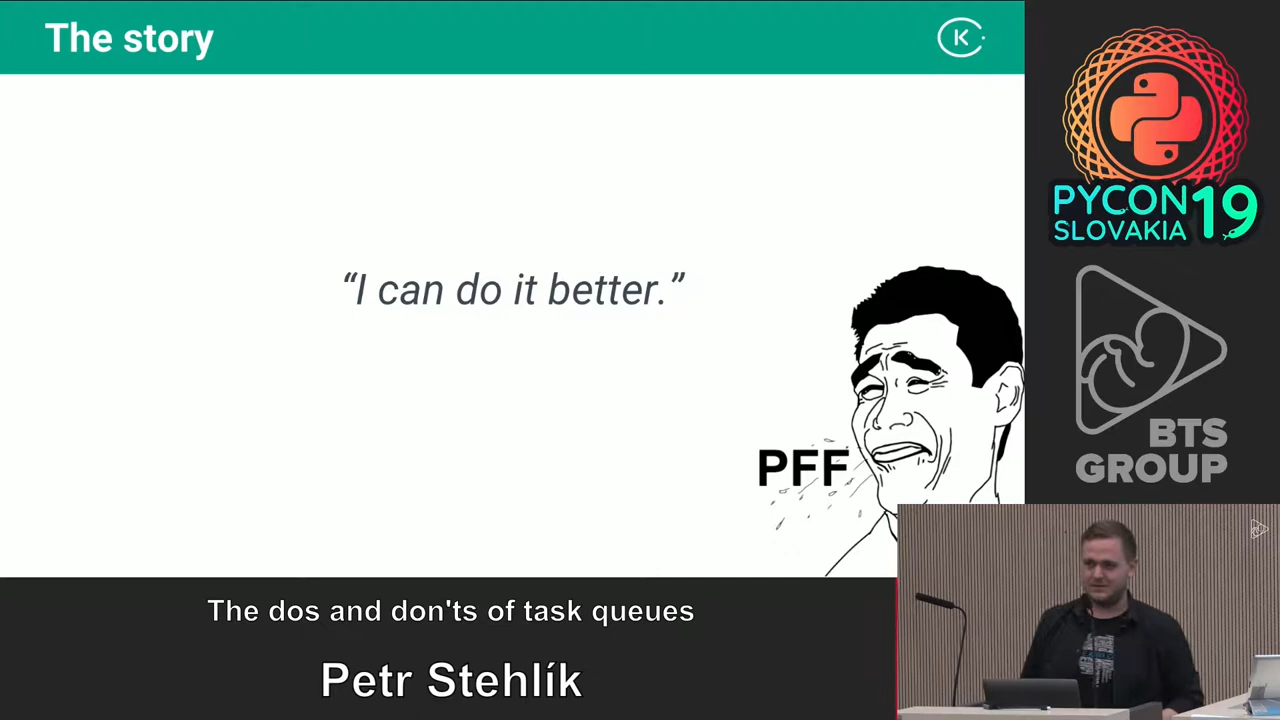 The story
K
“I can do it better.”
PFF
PYCON 19
SLOVAKIA
BTS
GROUP
The dos and don'ts of task queues
Petr Stehlík